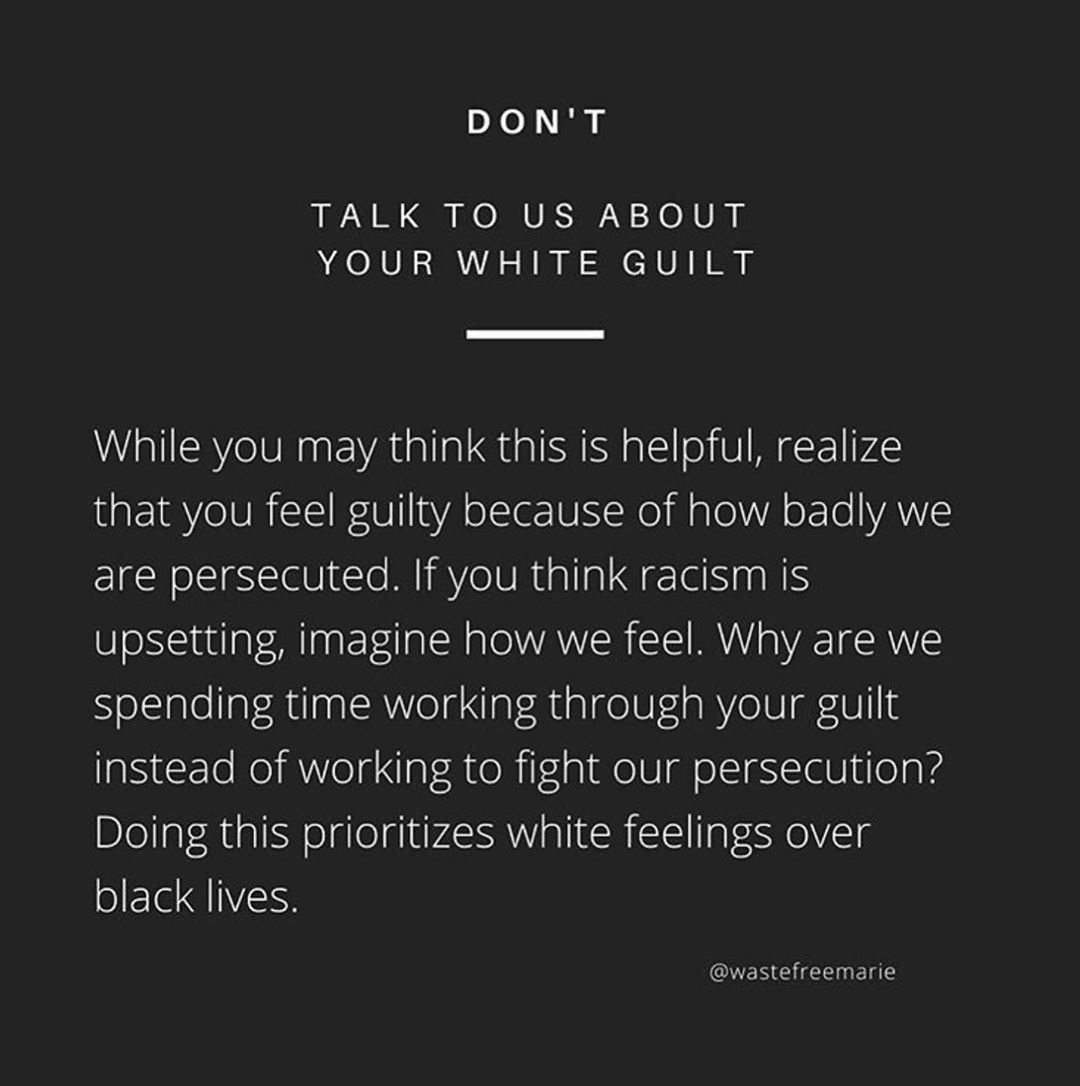 DON'T
TALK TO US ABOUT
YOUR WHITE GUILT
While you may think this is helpful, realize
that you feel guilty because of how badly we
are persecuted. If you think racism is
upsetting, imagine how we feel. Why are we
spending time working through your guilt
instead of working to fight our persecution?
Doing this prioritizes white feelings over
black lives.
@wastefreemarie